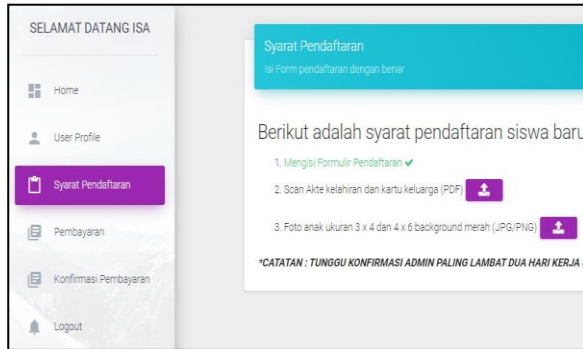 SELAMAT DATANG ISA
Home
User Profile
Syarat Pendaftaran
Pembayaran
Konfirmasi Pembayaran
Logout
Syarat Pendaftaran
Isi Form pendaftaran dengan benar
Berikut adalah syarat pendaftaran siswa baru
1. Mengisi Formulir Pendaftaran ✔
2. Scan Akte kelahiran dan kartu keluarga (PDF)
3. Foto anak ukuran 3 x 4 dan 4 x 6 background merah (JPG/PNG)
*CATATAN : TUNGGU KONFIRMASI ADMIN PALING LAMBAT DUA HARI KERJA